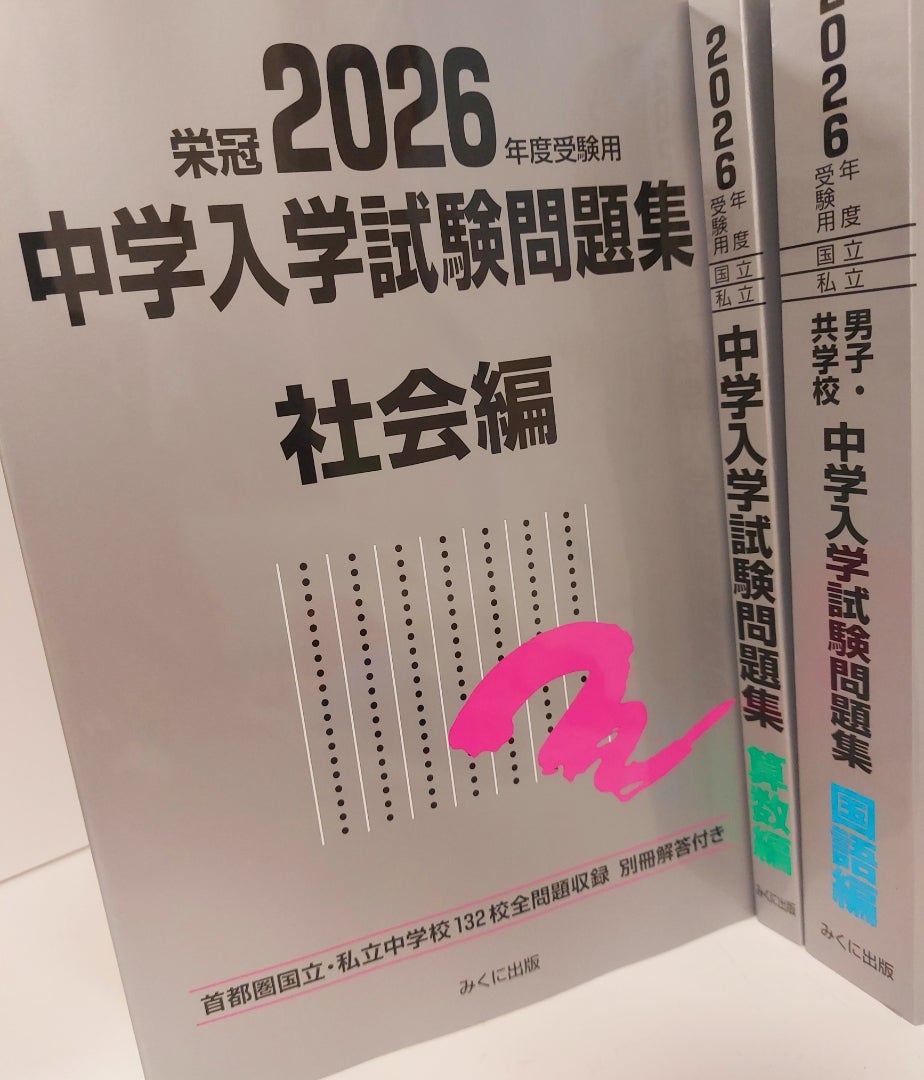 栄冠2026年度受験用
中学入学試験問題集
社会編
首都圏国立・私立中学校132校全問題収録 別冊解答付き
みくに出版
2026
年度
受験用
国立
私立
中学入学試験問題集
算数編
みくに出版
2026
年度
受験用
国立
私立
男子・
共学校
中学入学試験問題集
国語編
みくに出版